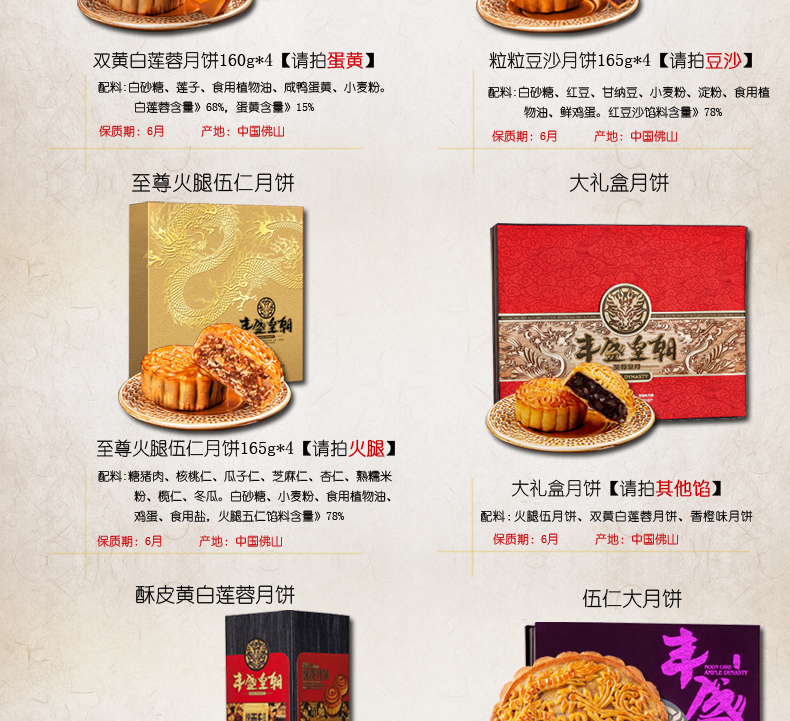 双黄白莲蓉月饼160g*4【请拍蛋黄】
配料:白砂糖、莲子、食用植物油、咸鸭蛋黄、小麦粉。
白莲蓉含量》68%，蛋黄含量》15%
保质期：6月 产地：中国佛山
粒粒豆沙月饼165g*4【请拍豆沙】
配料:白砂糖、红豆、甘纳豆、小麦粉、淀粉、食用植
物油、鲜鸡蛋。红豆沙馅料含量》78%
保质期：6月 产地：中国佛山
至尊火腿伍仁月饼
丰盛皇朝
至尊火腿伍仁月饼165g*4【请拍火腿】
配料:糖猪肉、核桃仁、瓜子仁、芝麻仁、杏仁、熟糯米
粉、榄仁、冬瓜。白砂糖、小麦粉、食用植物油、
鸡蛋、食用盐，火腿五仁馅料含量》78%
保质期：6月 产地：中国佛山
大礼盒月饼
丰盛皇朝
至尊皇月
DYNASTY
大礼盒月饼【请拍其他馅】
配料:火腿伍月饼、双黄白莲蓉月饼、香橙味月饼
保质期：6月 产地：中国佛山
酥皮黄白莲蓉月饼
丰盛皇朝
伍仁大月饼
丰盛
MOON CAKE
AMPLE DYNASTY